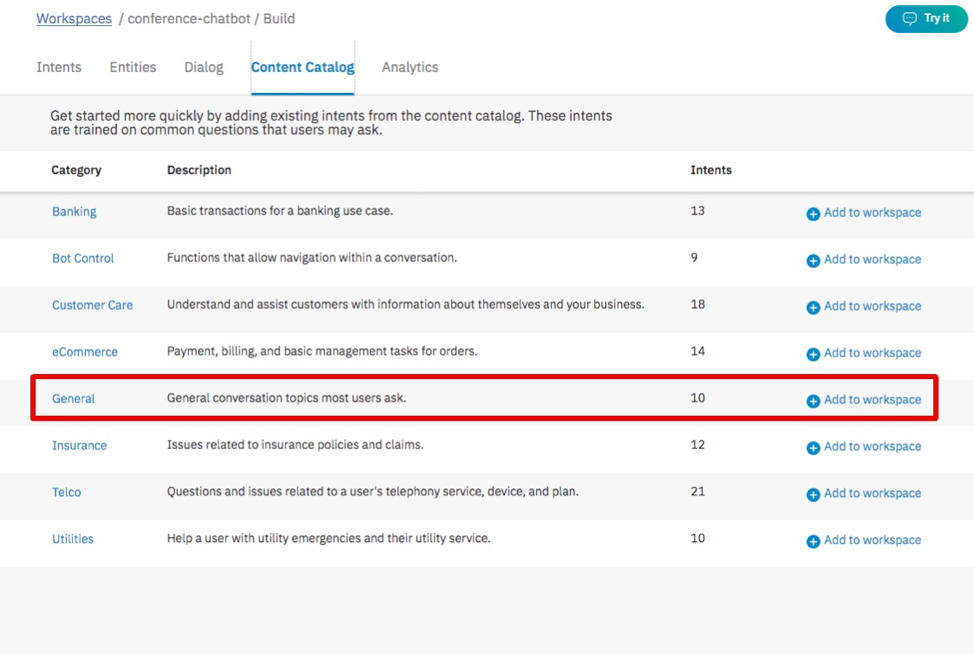 Workspaces / conference-chatbot / Build
Try it
Intents Entities Dialog Content Catalog Analytics
Get started more quickly by adding existing intents from the content catalog. These intents
are trained on common questions that users may ask.
Category Description Intents
Banking Basic transactions for a banking use case. 13 Add to workspace
Bot Control Functions that allow navigation within a conversation. 9 Add to workspace
Customer Care Understand and assist customers with information about themselves and your business. 18 Add to workspace
eCommerce Payment, billing, and basic management tasks for orders. 14 Add to workspace
General General conversation topics most users ask. 10 Add to workspace
Insurance Issues related to insurance policies and claims. 12 Add to workspace
Telco Questions and issues related to a user's telephony service, device, and plan. 21 Add to workspace
Utilities Help a user with utility emergencies and their utility service. 10 Add to workspace